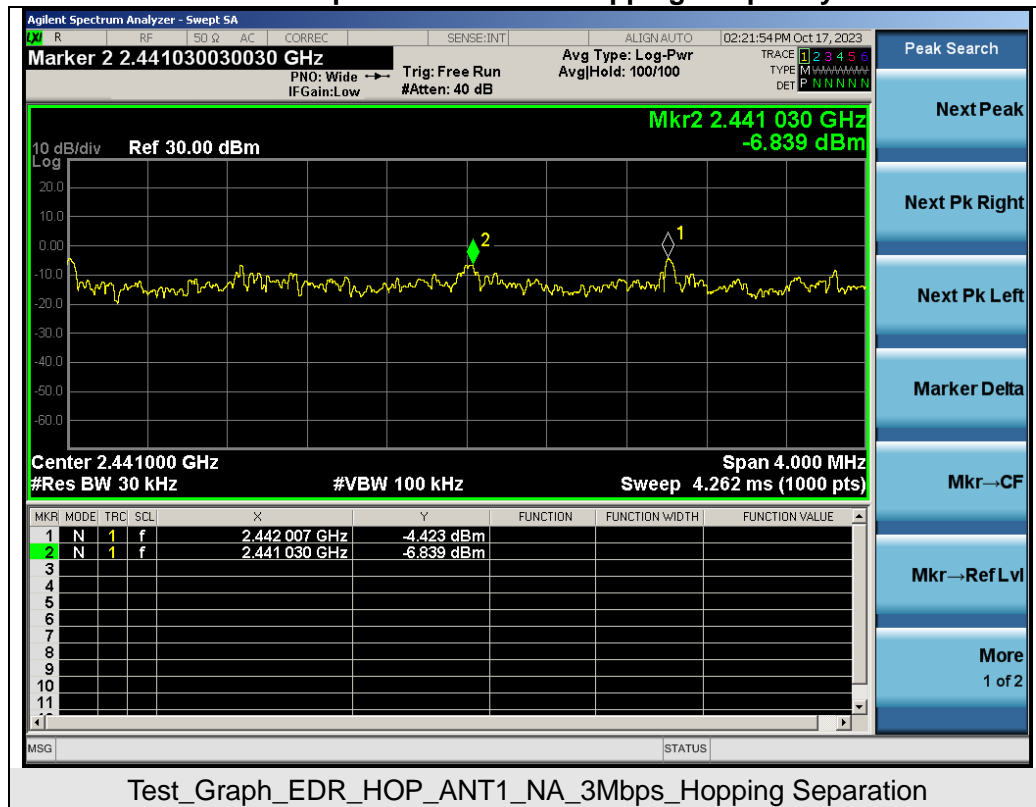 Agilent Spectrum Analyzer - Swept SA
LXI R RF 50 Ω AC CORREC SENSE:INT ALIGN AUTO 02:21:54 PM Oct 17, 2023
Marker 2 2.441030030030 GHz
PNO: Wide
IFGain:Low
Trig: Free Run
#Atten: 40 dB
Avg Type: Log-Pwr
Avg|Hold: 100/100
TRACE 1 2 3 4 5 6
TYPE M WWWWW
DET P N N N N N
Peak Search
Next Peak
Next Pk Right
Next Pk Left
Marker Delta
Mkr→CF
Mkr→Ref Lvl
More
1 of 2
Mkr2 2.441 030 GHz
-6.839 dBm
10 dB/div Ref 30.00 dBm
Log
20.0
10.0
0.00
-10.0
-20.0
-30.0
-40.0
-50.0
-60.0
2
1
Center 2.441000 GHz Span 4.000 MHz
#Res BW 30 kHz #VBW 100 kHz Sweep 4.262 ms (1000 pts)
MKR MODE TRC SCL X Y FUNCTION FUNCTION WIDTH FUNCTION VALUE
1 N 1 f 2.442 007 GHz -4.423 dBm
2 N 1 f 2.441 030 GHz -6.839 dBm
3
4
5
6
7
8
9
10
11
MSG STATUS
Test_Graph_EDR_HOP_ANT1_NA_3Mbps_Hopping Separation